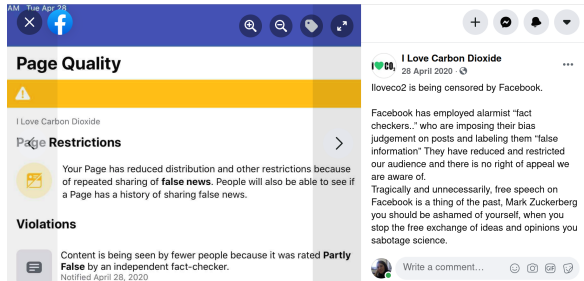 AM Tue Apr 28
Page Quality
I Love Carbon Dioxide
Page Restrictions
Your Page has reduced distribution and other restrictions because
of repeated sharing of false news. People will also be able to see if
a Page has a history of sharing false news.
Violations
Content is being seen by fewer people because it was rated Partly
False by an independent fact-checker.
Notified April 28, 2020
I CO₂
I Love Carbon Dioxide
28 April 2020 ·
Iloveco2 is being censored by Facebook.
Facebook has employed alarmist “fact
checkers..” who are imposing their bias
judgement on posts and labeling them “false
information” They have reduced and restricted
our audience and there is no right of appeal we
are aware of.
Tragically and unnecessarily, free speech on
Facebook is a thing of the past, Mark Zuckerberg
you should be ashamed of yourself, when you
stop the free exchange of ideas and opinions you
sabotage science.
Write a comment...
GIF